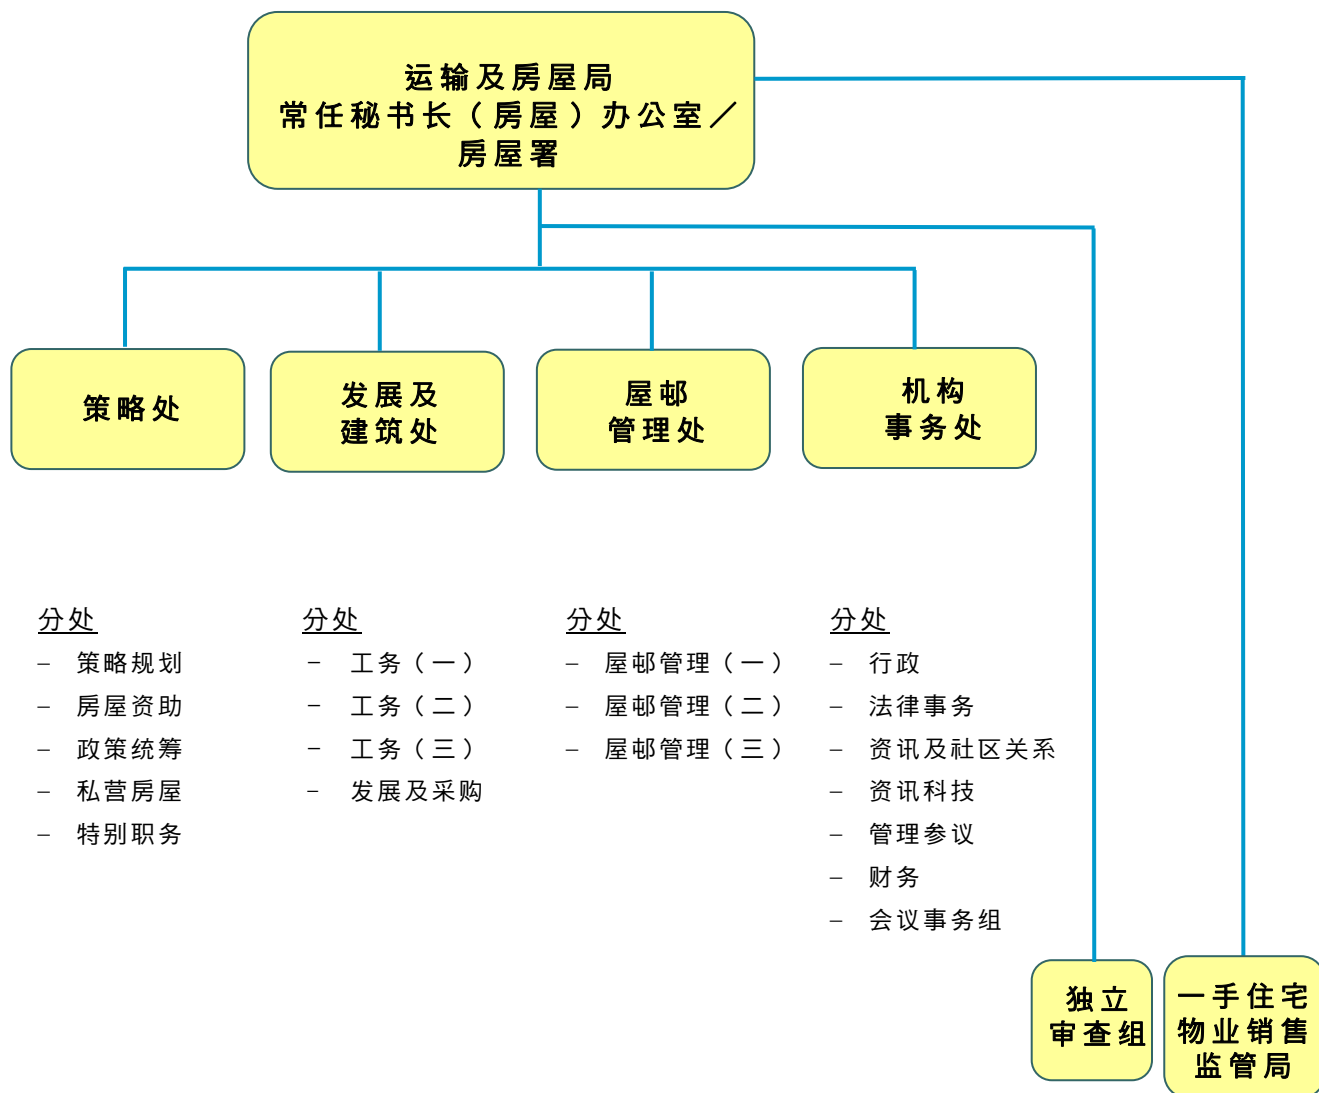 运输及房屋局
常任秘书长（房屋）办公室／
房屋署
策略处
发展及
建筑处
屋邨
管理处
机构
事务处
分处
– 策略规划
– 房屋资助
– 政策统筹
– 私营房屋
– 特别职务
分处
– 工务（一）
– 工务（二）
– 工务（三）
– 发展及采购
分处
– 屋邨管理（一）
– 屋邨管理（二）
– 屋邨管理（三）
分处
– 行政
– 法律事务
– 资讯及社区关系
– 资讯科技
– 管理参议
– 财务
– 会议事务组
独立
审查组
一手住宅
物业销售
监管局